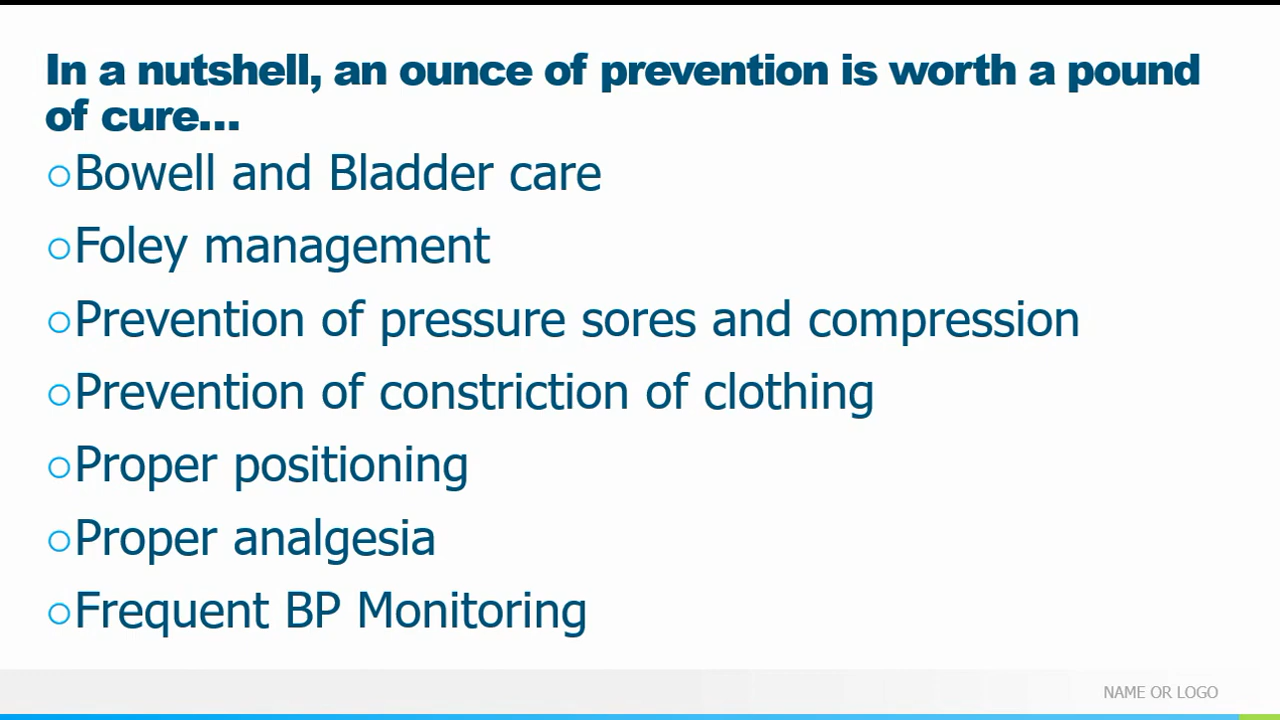 In a nutshell, an ounce of prevention is worth a pound
of cure...
○Bowell and Bladder care
○Foley management
○Prevention of pressure sores and compression
○Prevention of constriction of clothing
○Proper positioning
○Proper analgesia
○Frequent BP Monitoring
NAME OR LOGO